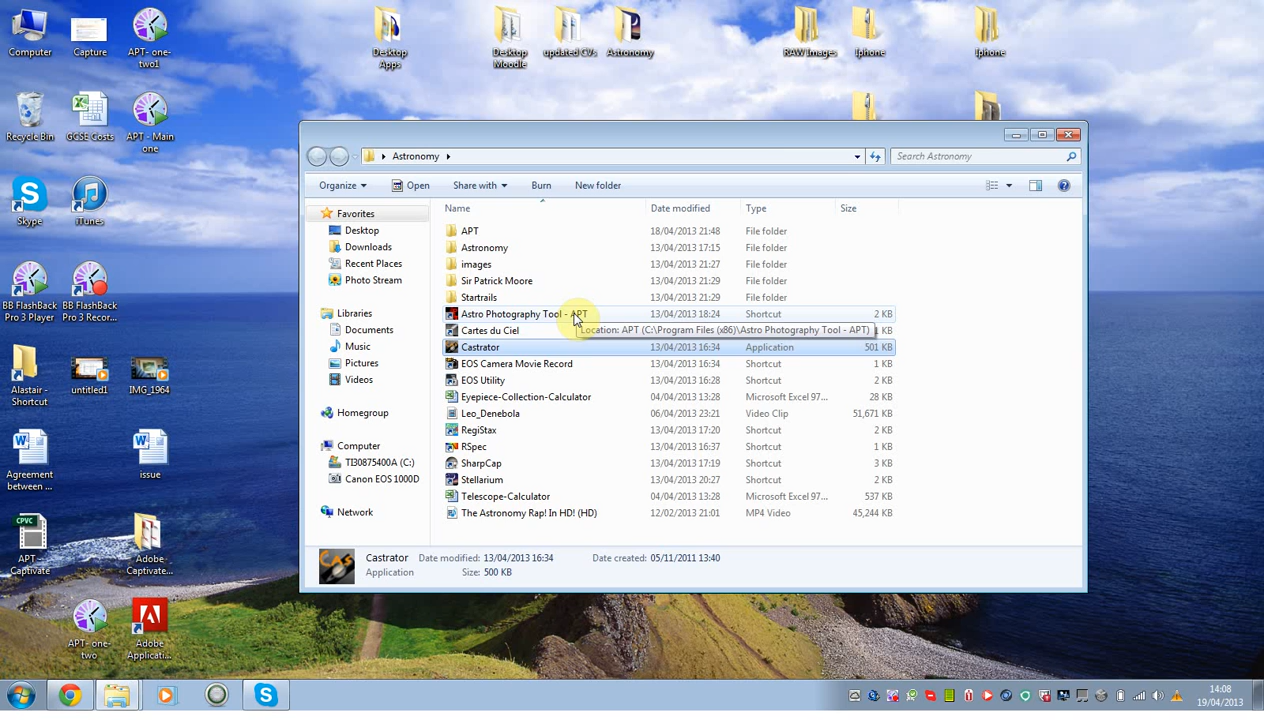 Computer
Capture
APT- one-
two1
Desktop
Apps
Desktop
Moodle
updated CVs
Astronomy
RAW Images
Iphone
Iphone
Recycle Bin
GCSE Costs
APT - Main
one
Skype
iTunes
BB FlashBack
Pro 3 Player
BB FlashBack
Pro 3 Recor...
Alastair -
Shortcut
untitled1
IMG_1964
Agreement
between ...
issue
CPVC
APT -
Captivate
Adobe
Captivate...
APT- one-
two
Adobe
Applicati...
Astronomy
Search Astronomy
Organize Open Share with Burn New folder
Name Date modified Type Size
Favorites
Desktop
Downloads
Recent Places
Photo Stream
Libraries
Documents
Music
Pictures
Videos
Homegroup
Computer
TI30875400A (C:)
Canon EOS 1000D
Network
APT 18/04/2013 21:48 File folder
Astronomy 13/04/2013 17:15 File folder
images 13/04/2013 21:27 File folder
Sir Patrick Moore 13/04/2013 21:29 File folder
Startrails 13/04/2013 21:29 File folder
Astro Photography Tool - APT 13/04/2013 18:24 Shortcut 2 KB
Cartes du Ciel Location: APT (C:\Program Files (x86)\Astro Photography Tool - APT) 1 KB
Castrator 13/04/2013 16:34 Application 501 KB
EOS Camera Movie Record 13/04/2013 16:34 Shortcut 2 KB
EOS Utility 13/04/2013 16:28 Shortcut 2 KB
Eyepiece-Collection-Calculator 04/04/2013 13:28 Microsoft Excel 97... 28 KB
Leo_Denebola 06/04/2013 23:21 Video Clip 51,671 KB
RegiStax 13/04/2013 17:20 Shortcut 2 KB
RSpec 13/04/2013 16:37 Shortcut 1 KB
SharpCap 13/04/2013 17:19 Shortcut 3 KB
Stellarium 13/04/2013 20:27 Shortcut 2 KB
Telescope-Calculator 04/04/2013 13:28 Microsoft Excel 97... 537 KB
The Astronomy Rap! In HD! (HD) 12/02/2013 21:01 MP4 Video 45,244 KB
Castrator Date modified: 13/04/2013 16:34 Date created: 05/11/2011 13:40
Application Size: 500 KB
14:08
19/04/2013